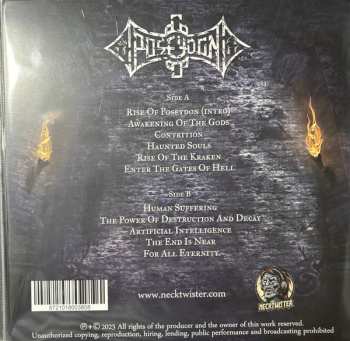 POSEYDON
SIDE A
RISE OF POSEYDON (INTRO)
AWAKENING OF THE GODS
CONTRITION
HAUNTED SOULS
RISE OF THE KRAKEN
ENTER THE GATES OF HELL
SIDE B
HUMAN SUFFERING
THE POWER OF DESTRUCTION AND DECAY
ARTIFICIAL INTELLIGENCE
THE END IS NEAR
FOR ALL ETERNITY
www.necktwister.com
NECKTWISTER
℗+© 2023 All rights of the producer and the owner of this work reserved.
Unauthorized copying, reproduction, hiring, lending, public performance and broadcasting prohibited